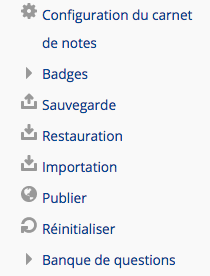 Configuration du carnet
de notes
Badges
Sauvegarde
Restauration
Importation
Publier
Réinitialiser
Banque de questions